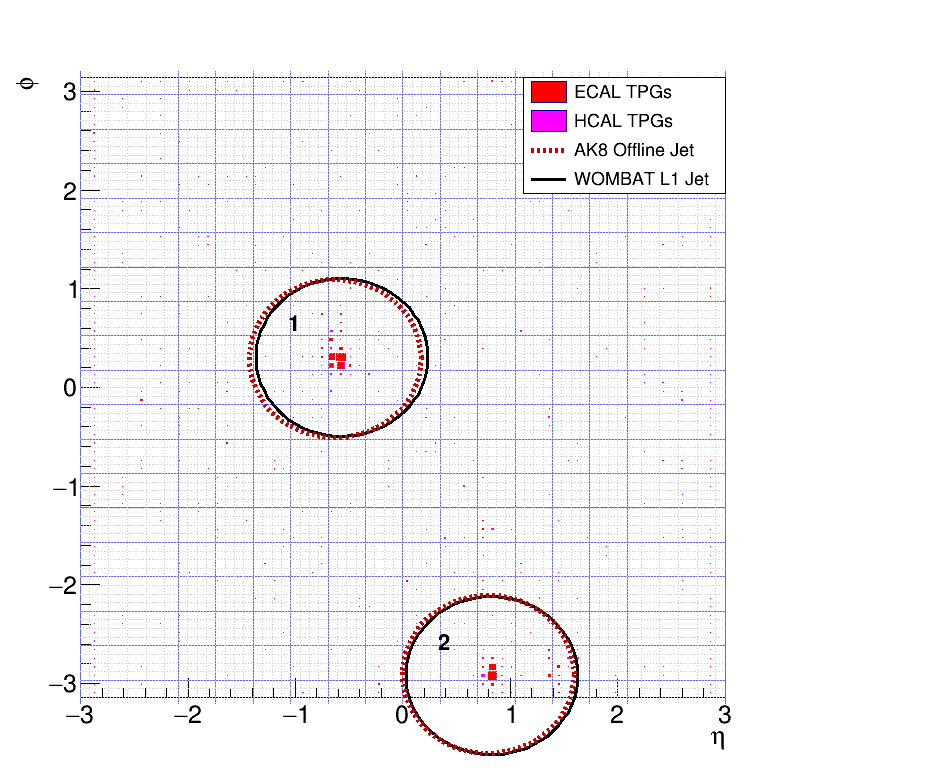 ϕ
3
2
1
0
−1
−2
−3
ECAL TPGs
HCAL TPGs
AK8 Offline Jet
WOMBAT L1 Jet
1
2
−3 −2 −1 0 1 2 3
η